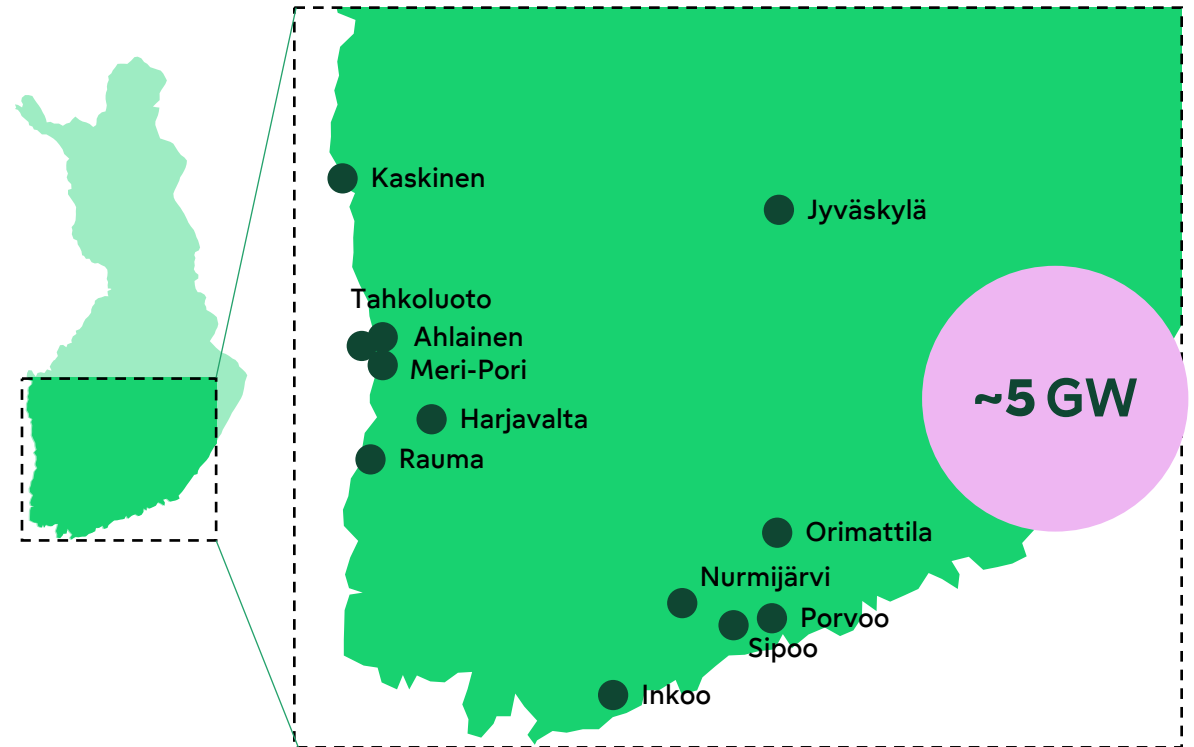 Kaskinen
Jyväskylä
Tahkoluoto
Ahlainen
Meri-Pori
~5 GW
Harjavalta
Rauma
Orimattila
Nurmijärvi
Porvoo
Sipoo
Inkoo